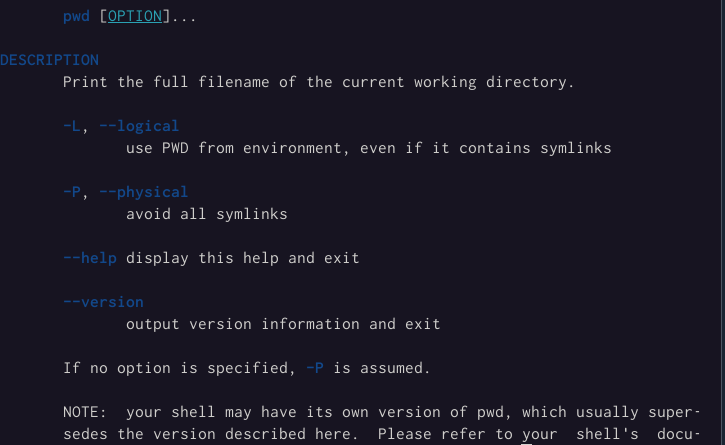 pwd [OPTION]...
DESCRIPTION
Print the full filename of the current working directory.
-L, --logical
use PWD from environment, even if it contains symlinks
-P, --physical
avoid all symlinks
--help display this help and exit
--version
output version information and exit
If no option is specified, -P is assumed.
NOTE:  your shell may have its own version of pwd, which usually super-
sedes the version described here.  Please refer to your  shell's  docu-